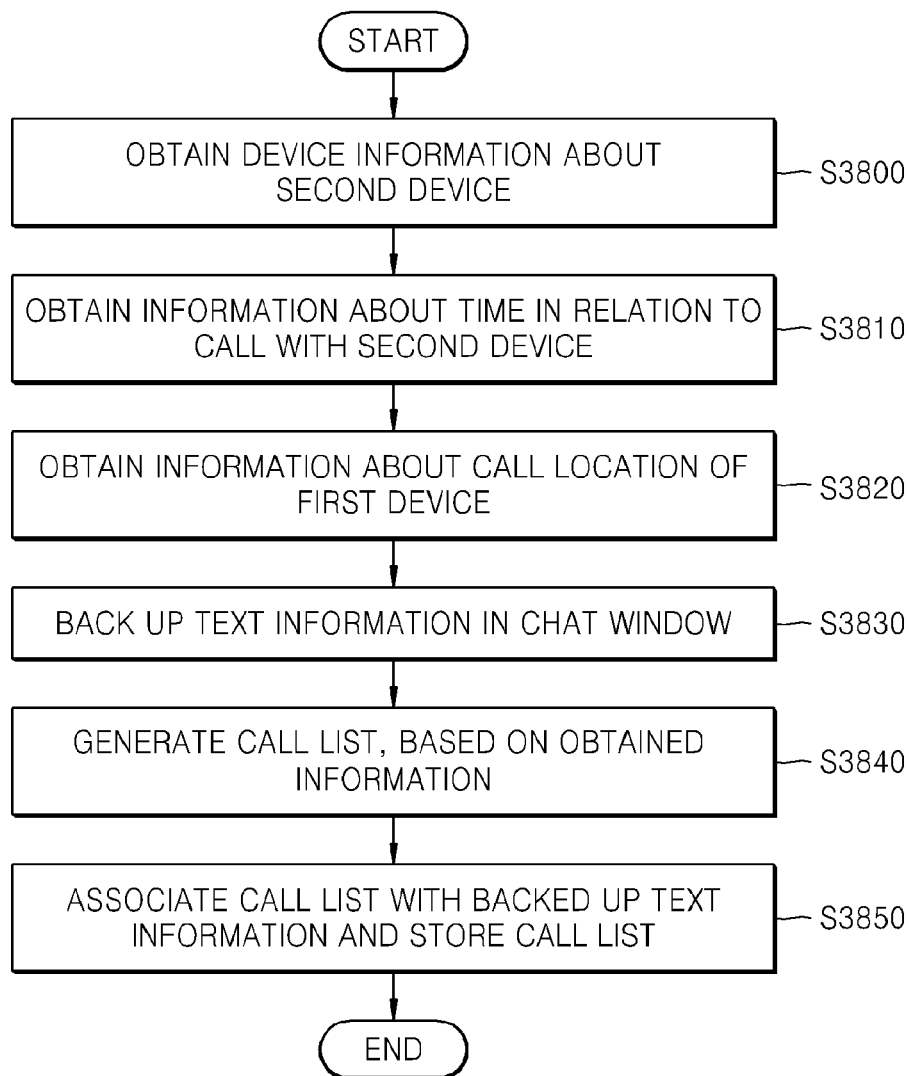 START
OBTAIN DEVICE INFORMATION ABOUT
SECOND DEVICE
S3800
OBTAIN INFORMATION ABOUT TIME IN RELATION TO
CALL WITH SECOND DEVICE
S3810
OBTAIN INFORMATION ABOUT CALL LOCATION OF
FIRST DEVICE
S3820
BACK UP TEXT INFORMATION IN CHAT WINDOW
S3830
GENERATE CALL LIST, BASED ON OBTAINED
INFORMATION
S3840
ASSOCIATE CALL LIST WITH BACKED UP TEXT
INFORMATION AND STORE CALL LIST
S3850
END